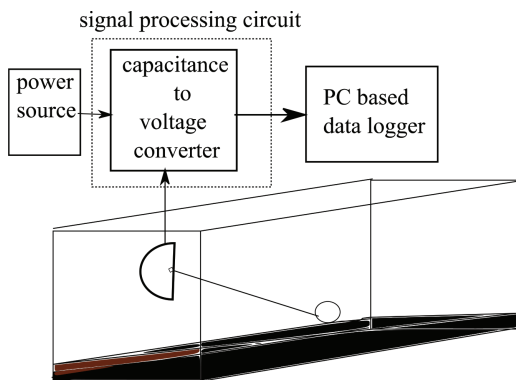 signal processing circuit
power
source
capacitance
to
voltage
converter
PC based
data logger